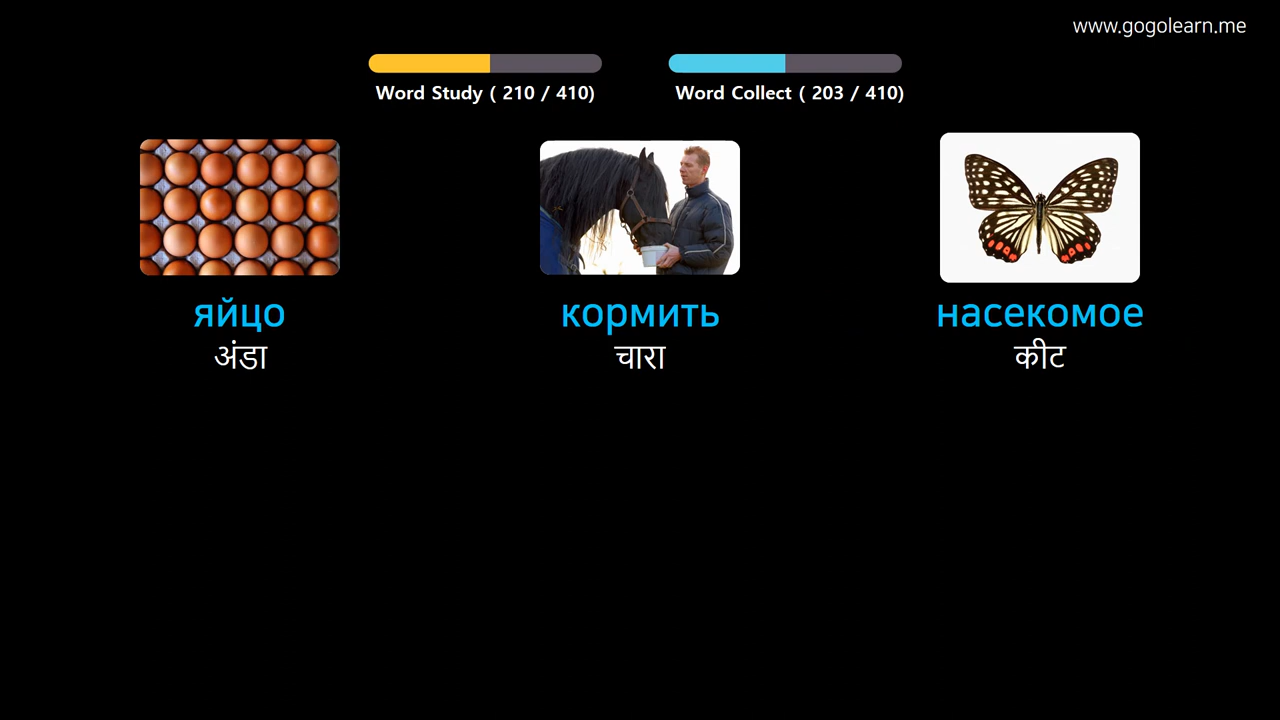 www.gogolearn.me
Word Study ( 210 / 410)
Word Collect ( 203 / 410)
яйцо
кормить
насекомое
अंडा
चारा
कीट